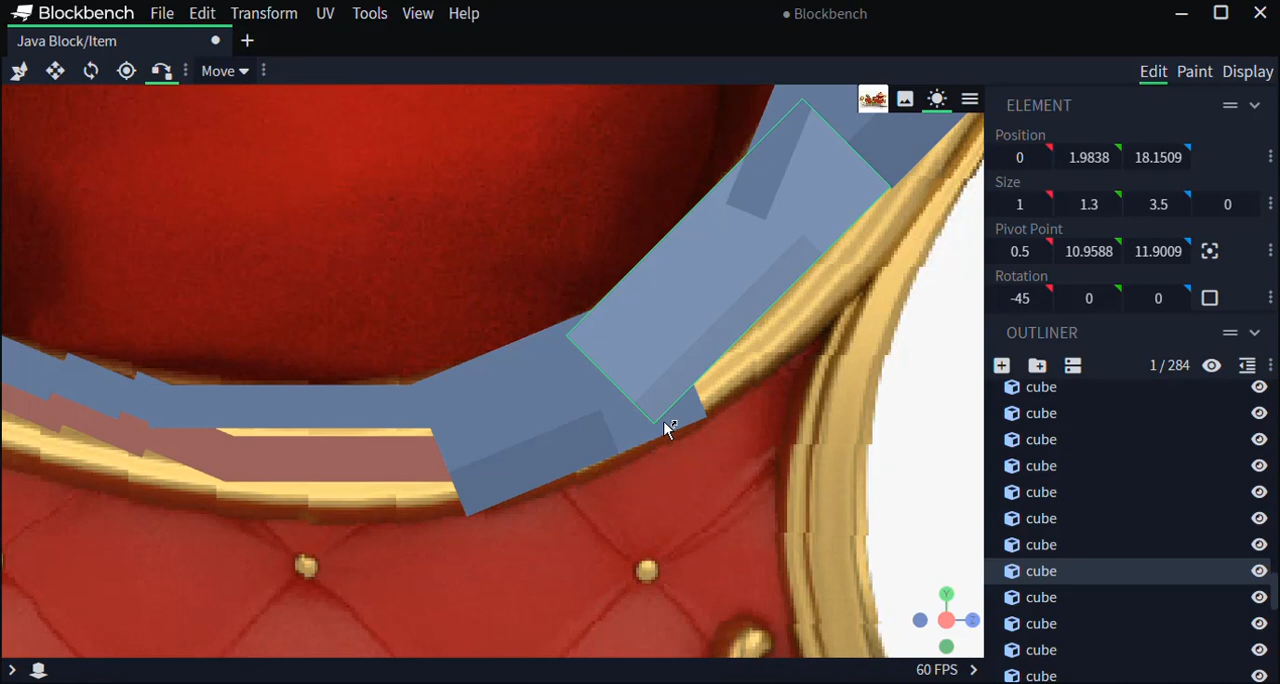 Blockbench File Edit Transform UV Tools View Help ● Blockbench
Java Block/Item
Move Edit Paint Display
ELEMENT
Position
0 1.9838 18.1509
Size
1 1.3 3.5 0
Pivot Point
0.5 10.9588 11.9009
Rotation
-45 0 0
OUTLINER
1 / 284
cube
cube
cube
cube
cube
cube
cube
cube
cube
cube
cube
cube
Y
Z
60 FPS